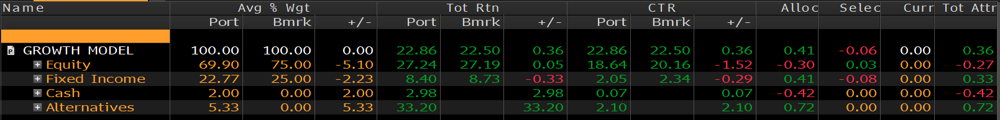 Name Avg % Wgt Tot Rtn CTR Alloc Selec Curr Tot Attr
Port Bmrk +/- Port Bmrk +/- Port Bmrk +/-
P GROWTH MODEL 100.00 100.00 0.00 22.86 22.50 0.36 22.86 22.50 0.36 0.41 -0.06 0.00 0.36
+ Equity 69.90 75.00 -5.10 27.24 27.19 0.05 18.64 20.16 -1.52 -0.30 0.03 0.00 -0.27
+ Fixed Income 22.77 25.00 -2.23 8.40 8.73 -0.33 2.05 2.34 -0.29 0.41 -0.08 0.00 0.33
+ Cash 2.00 0.00 2.00 2.98 2.98 0.07 0.07 -0.42 0.00 0.00 -0.42
+ Alternatives 5.33 0.00 5.33 33.20 33.20 2.10 2.10 0.72 0.00 0.00 0.72